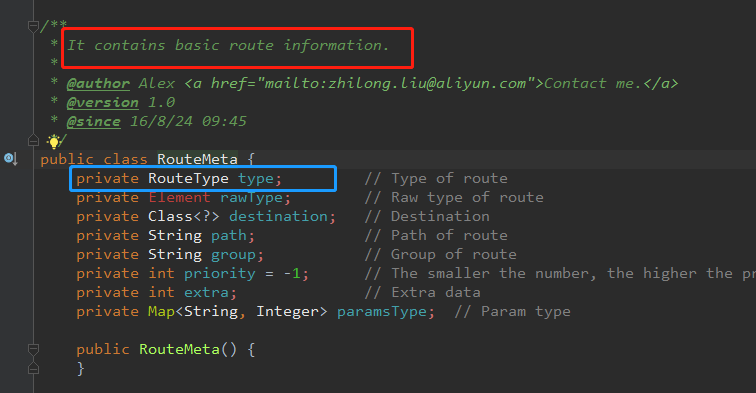 /**
* It contains basic route information.
*
* @author Alex <a href="mailto:zhilong.liu@aliyun.com">Contact me.</a>
* @version 1.0
* @since 16/8/24 09:45
*/
public class RouteMeta {
private RouteType type; // Type of route
private Element rawType; // Raw type of route
private Class<?> destination; // Destination
private String path; // Path of route
private String group; // Group of route
private int priority = -1; // The smaller the number, the higher the pr
private int extra; // Extra data
private Map<String, Integer> paramsType; // Param type
public RouteMeta() {
}